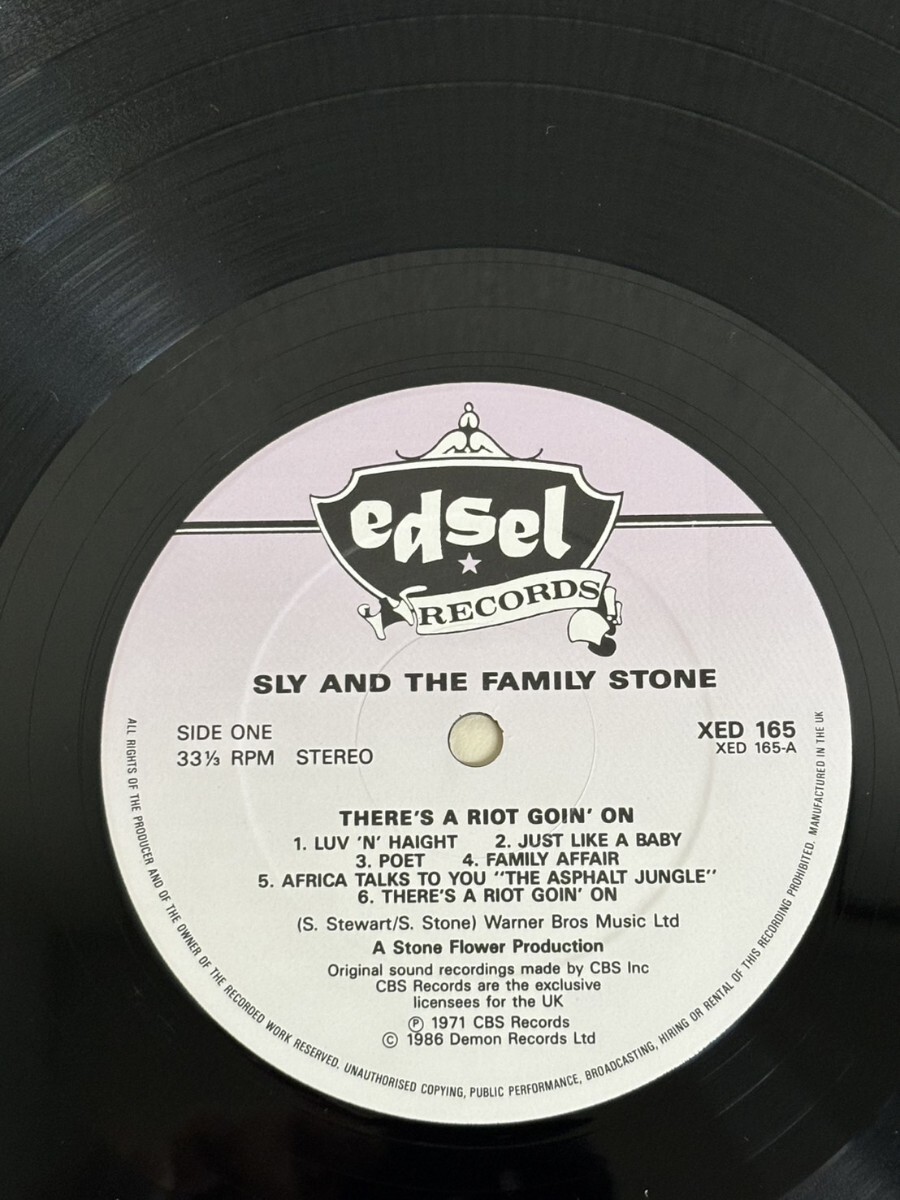 edsel
RECORDS
SLY AND THE FAMILY STONE
SIDE ONE
33⅓ RPM STEREO
XED 165
XED 165-A
THERE'S A RIOT GOIN' ON
1. LUV 'N' HAIGHT 2. JUST LIKE A BABY
3. POET 4. FAMILY AFFAIR
5. AFRICA TALKS TO YOU "THE ASPHALT JUNGLE"
6. THERE'S A RIOT GOIN' ON
(S. Stewart/S. Stone) Warner Bros Music Ltd
A Stone Flower Production
Original sound recordings made by CBS Inc
CBS Records are the exclusive
licensees for the UK
℗ 1971 CBS Records
© 1986 Demon Records Ltd
ALL RIGHTS OF THE PRODUCER AND OF THE OWNER OF THE RECORDED WORK RESERVED. UNAUTHORISED COPYING, PUBLIC PERFORMANCE, BROADCASTING, HIRING OR RENTAL OF THIS RECORDING PROHIBITED. MANUFACTURED IN THE UK